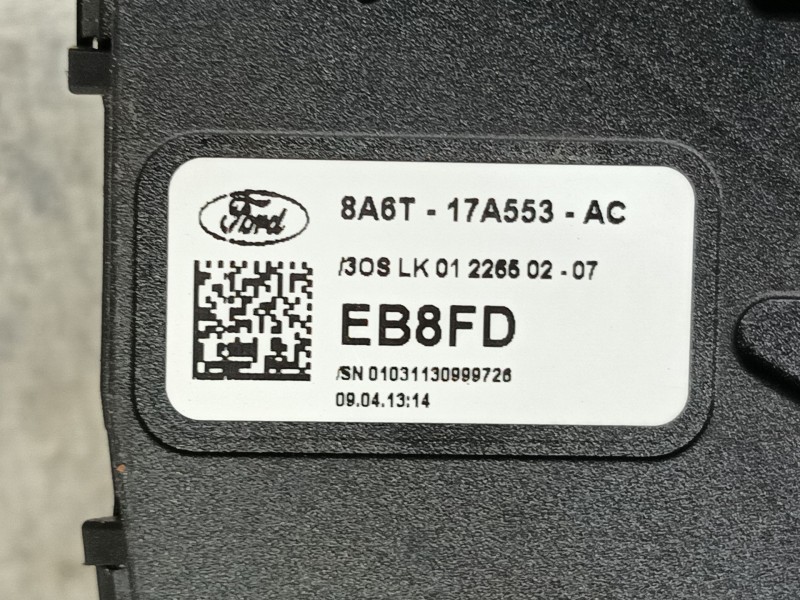 Ford
8A6T - 17A553 - AC
/3OS LK 01 2265 02 - 07
EB8FD
/SN 01031130999726
09.04.13:14